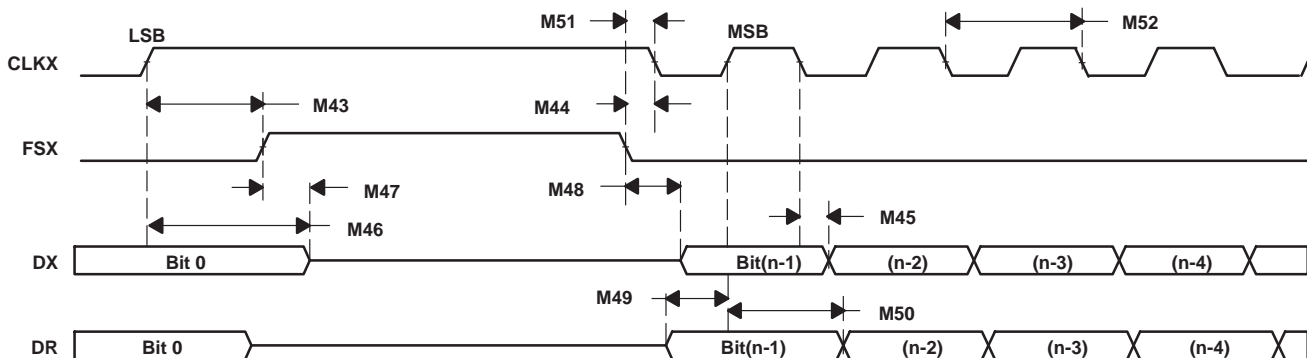 M51 M52
LSB MSB
CLKX
M43 M44
FSX
M47 M48
M46 M45
DX Bit 0 Bit(n-1) (n-2) (n-3) (n-4)
M49 M50
DR Bit 0 Bit(n-1) (n-2) (n-3) (n-4)